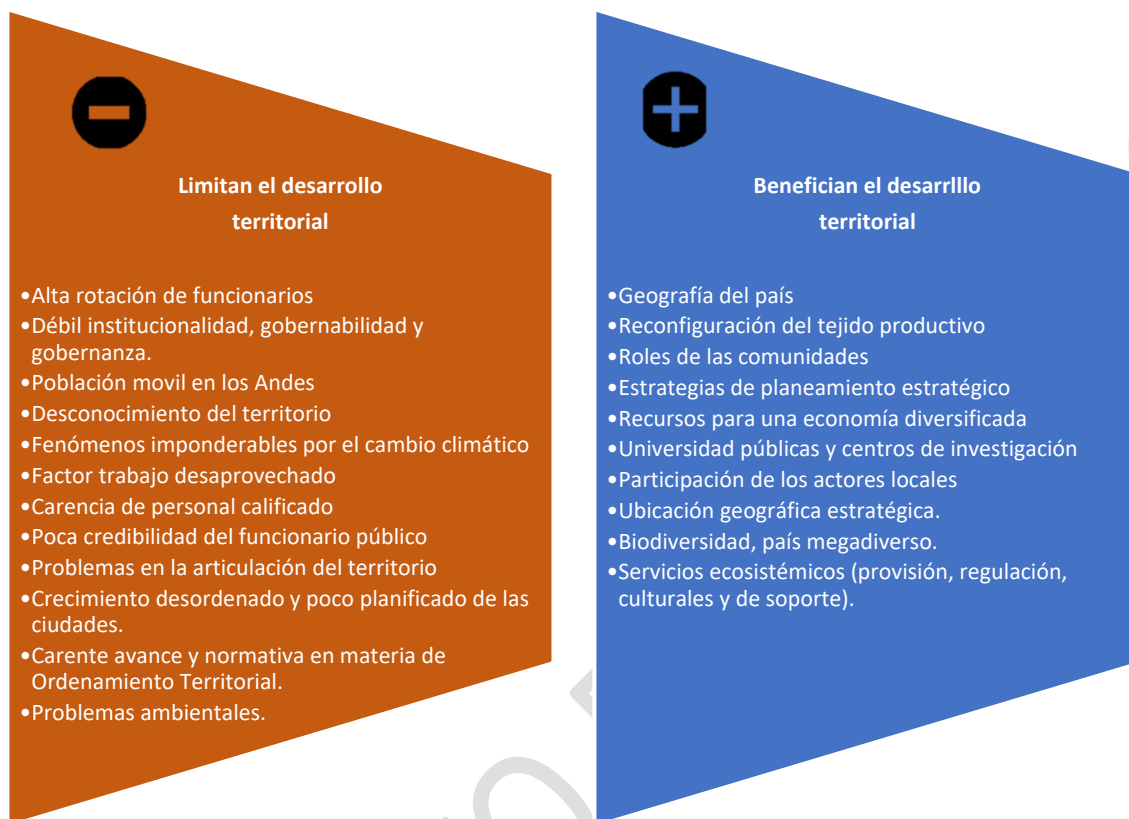 Limitan el desarrollo
territorial
•Alta rotación de funcionarios
•Débil institucionalidad, gobernabilidad y
gobernanza.
•Población movil en los Andes
•Desconocimiento del territorio
•Fenómenos imponderables por el cambio climático
•Factor trabajo desaprovechado
•Carencia de personal calificado
•Poca credibilidad del funcionario público
•Problemas en la articulación del territorio
•Crecimiento desordenado y poco planificado de las
ciudades.
•Carente avance y normativa en materia de
Ordenamiento Territorial.
•Problemas ambientales.
Benefician el desarrlllo
territorial
•Geografía del país
•Reconfiguración del tejido productivo
•Roles de las comunidades
•Estrategias de planeamiento estratégico
•Recursos para una economía diversificada
•Universidad públicas y centros de investigación
•Participación de los actores locales
•Ubicación geográfica estratégica.
•Biodiversidad, país megadiverso.
•Servicios ecosistémicos (provisión, regulación,
culturales y de soporte).